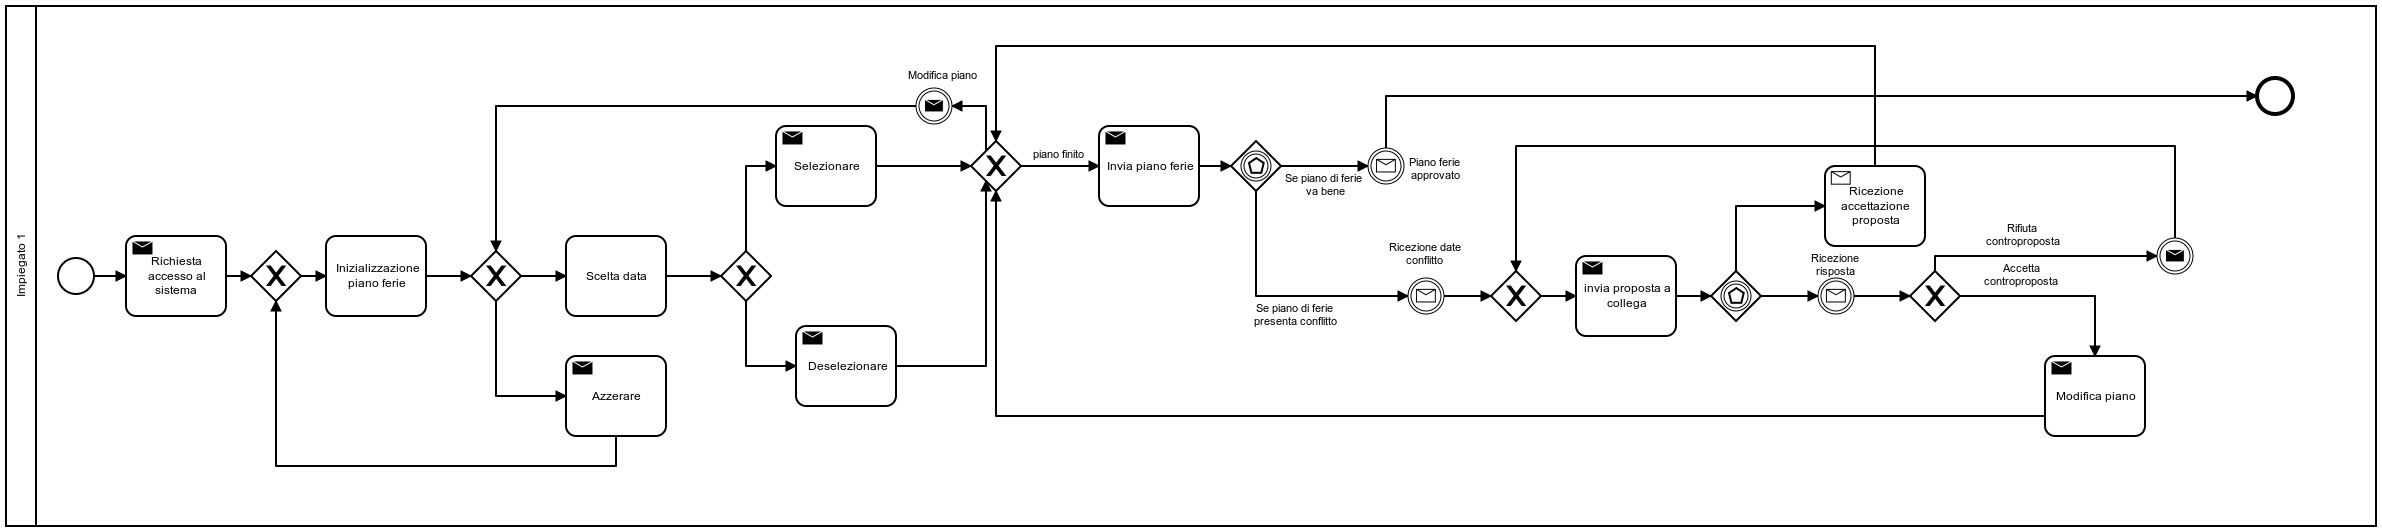 Impiegato 1
Richiesta
accesso al
sistema
Inizializzazione
piano ferie
Scelta data
Azzerare
Selezionare
Deselezionare
Modifica piano
piano finito
Invia piano ferie
Se piano di ferie
va bene
Piano ferie
approvato
Se piano di ferie
presenta conflitto
Ricezione date
conflitto
invia proposta a
collega
Ricezione
accettazione
proposta
Ricezione
risposta
Rifiuta
controproposta
Accetta
controproposta
Modifica piano